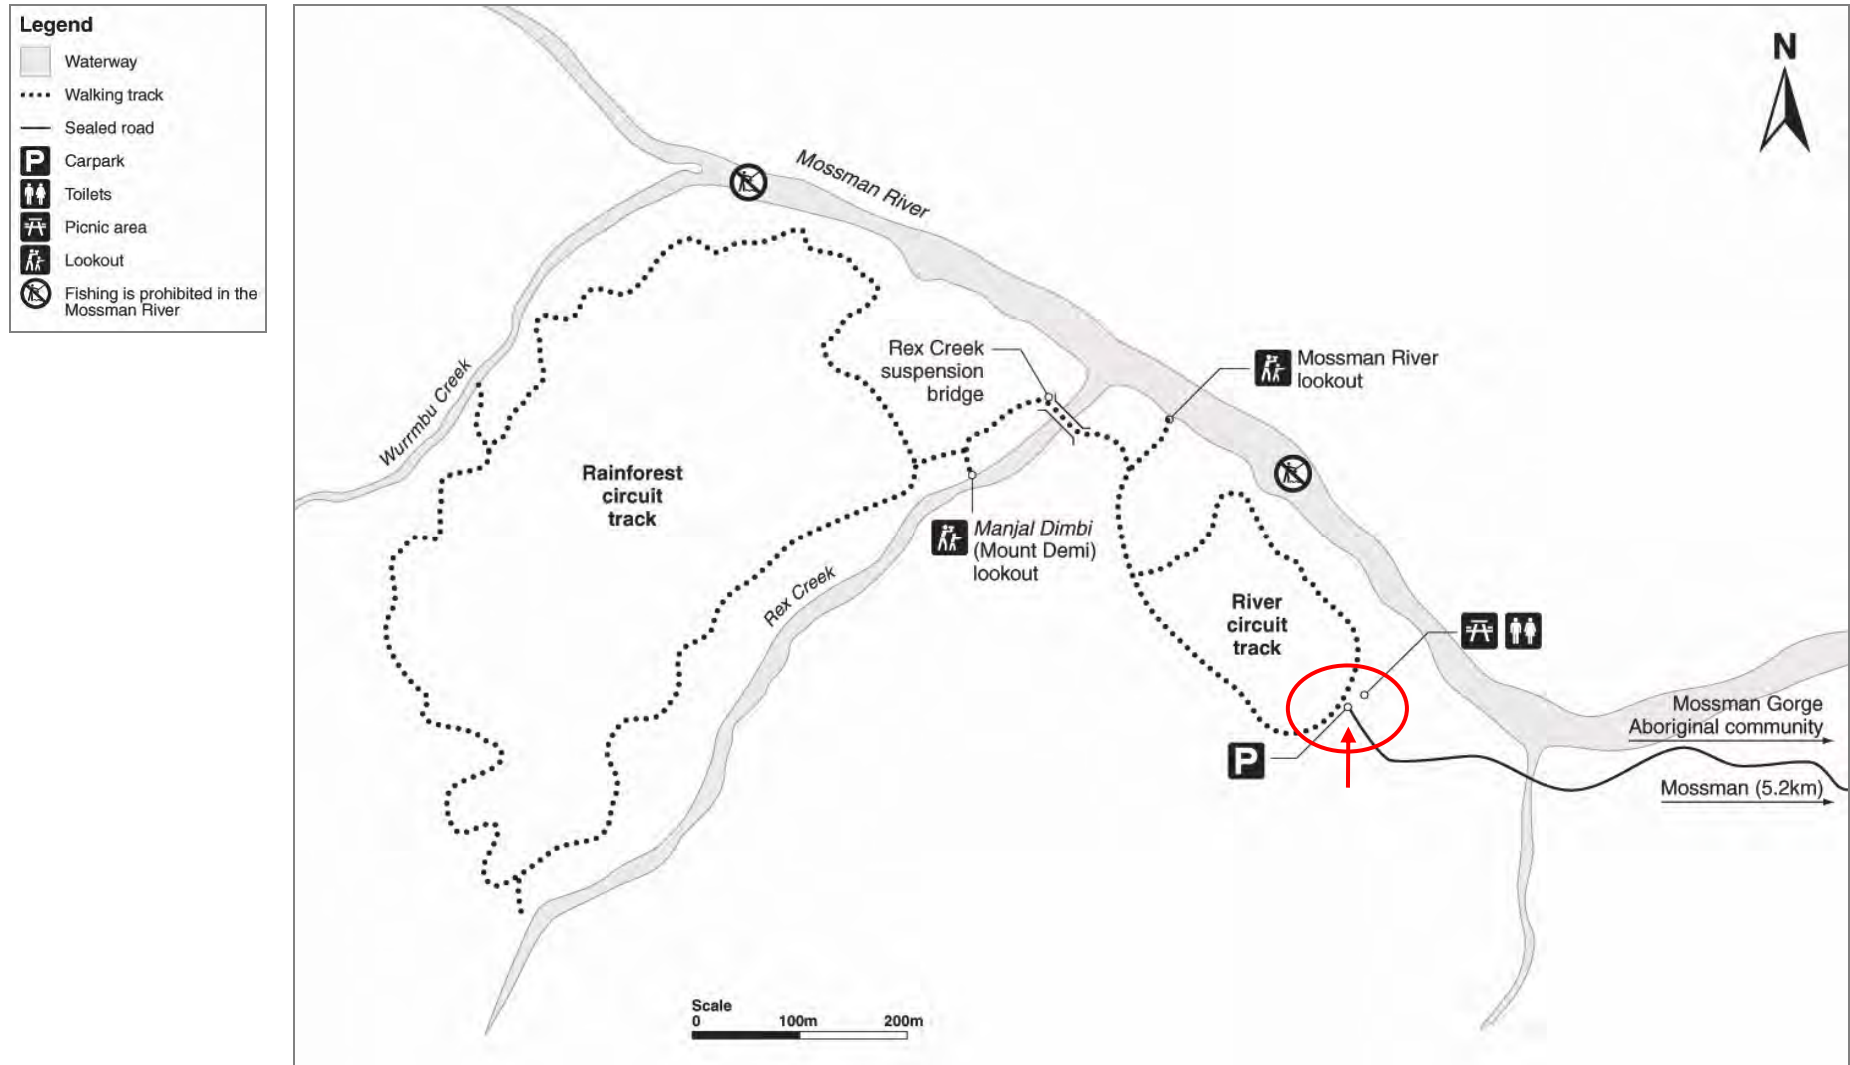 Legend
Waterway
Walking track
Sealed road
P
Carpark
Toilets
Picnic area
Lookout
Fishing is prohibited in the
Mossman River
N
Mossman River
Rex Creek
suspension
bridge
Mossman River
lookout
Wurrmbu Creek
Rainforest
circuit
track
Manjal Dimbi
(Mount Demi)
lookout
Rex Creek
River
circuit
track
P
Mossman Gorge
Aboriginal community
Mossman (5.2km)
Scale
0 100m 200m